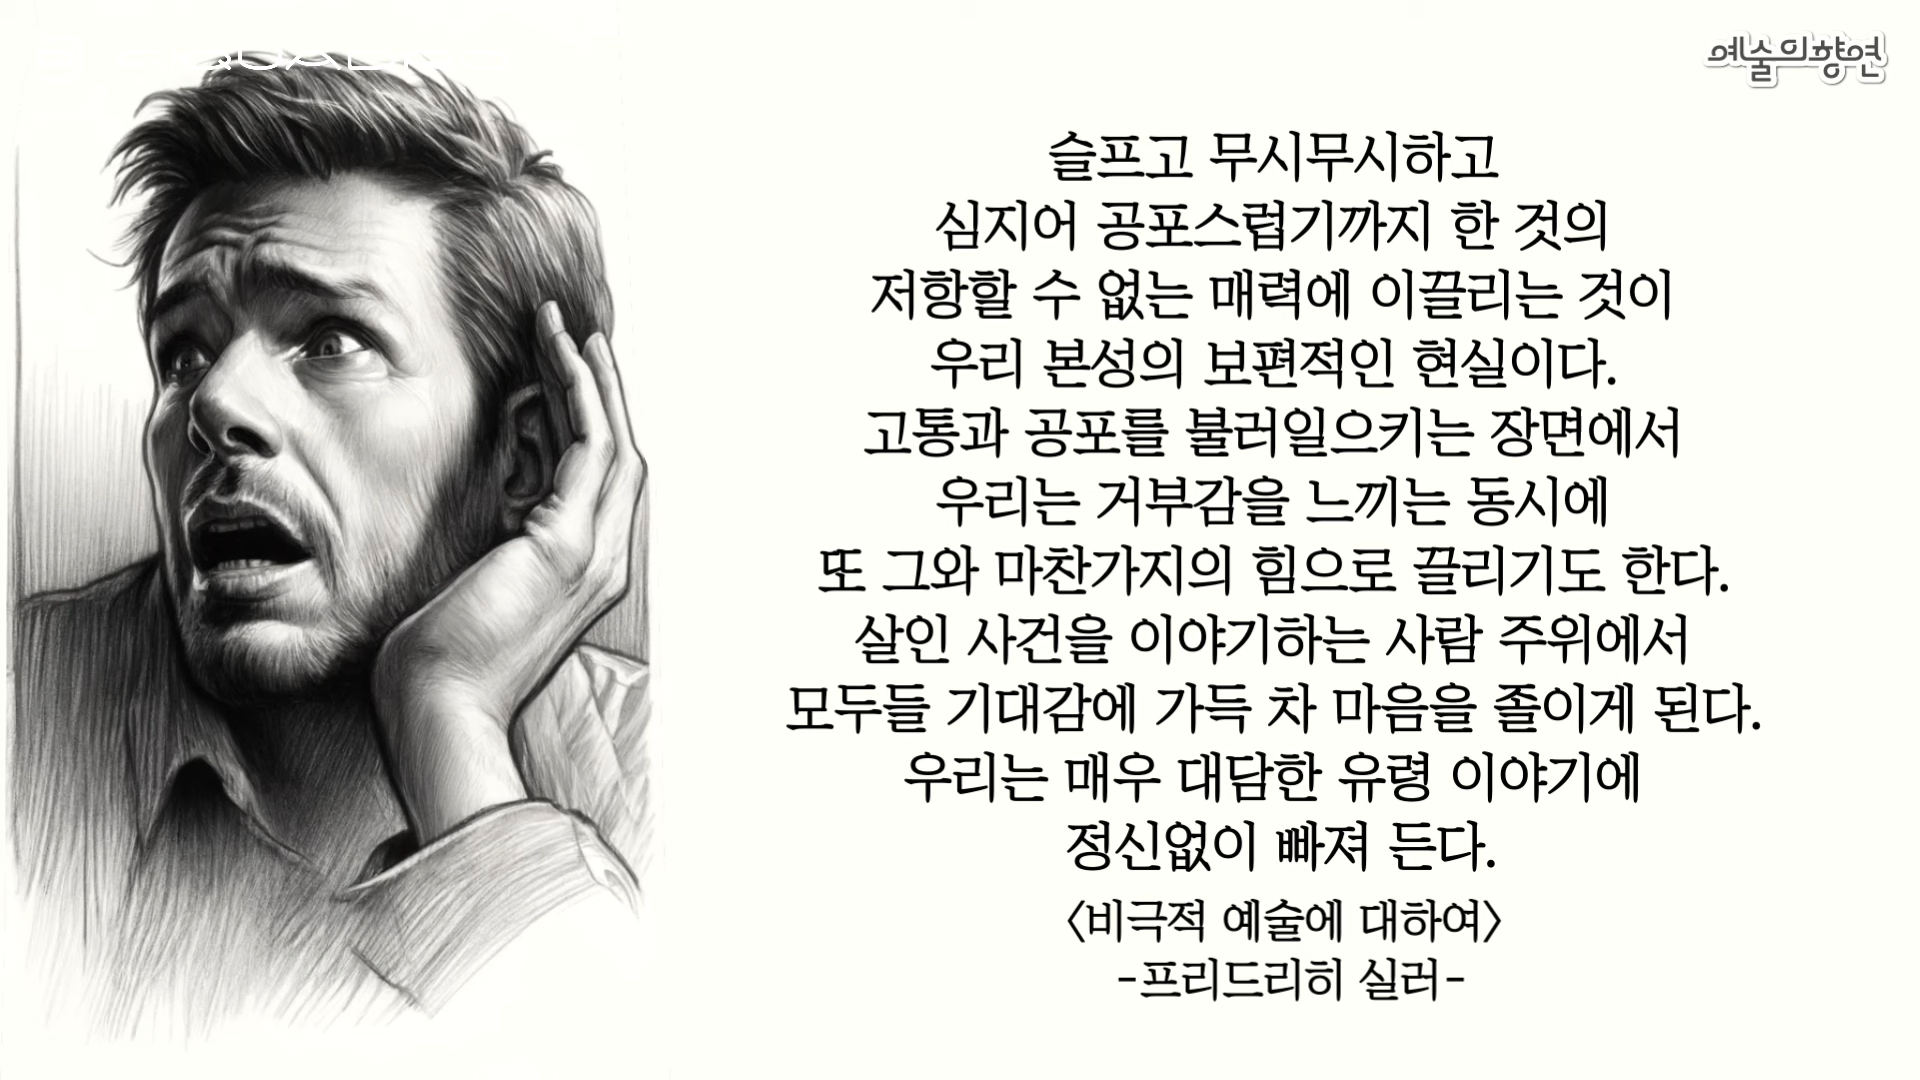 예술의향연
슬프고 무시무시하고
심지어 공포스럽기까지 한 것의
저항할 수 없는 매력에 이끌리는 것이
우리 본성의 보편적인 현실이다.
고통과 공포를 불러일으키는 장면에서
우리는 거부감을 느끼는 동시에
또 그와 마찬가지의 힘으로 끌리기도 한다.
살인 사건을 이야기하는 사람 주위에서
모두들 기대감에 가득 차 마음을 졸이게 된다.
우리는 매우 대담한 유령 이야기에
정신없이 빠져 든다.
〈비극적 예술에 대하여〉
-프리드리히 실러-